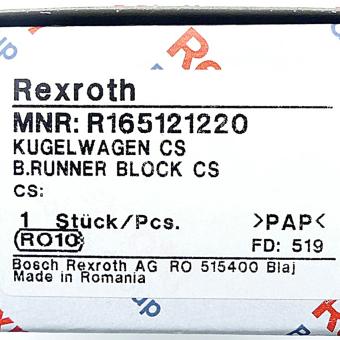 Rexroth
MNR: R165121220
KUGELWAGEN CS
B.RUNNER BLOCK CS
CS:
1 Stück/Pcs. >PAP<
RO10 FD: 519
Bosch Rexroth AG RO 515400 Blaj
Made in Romania